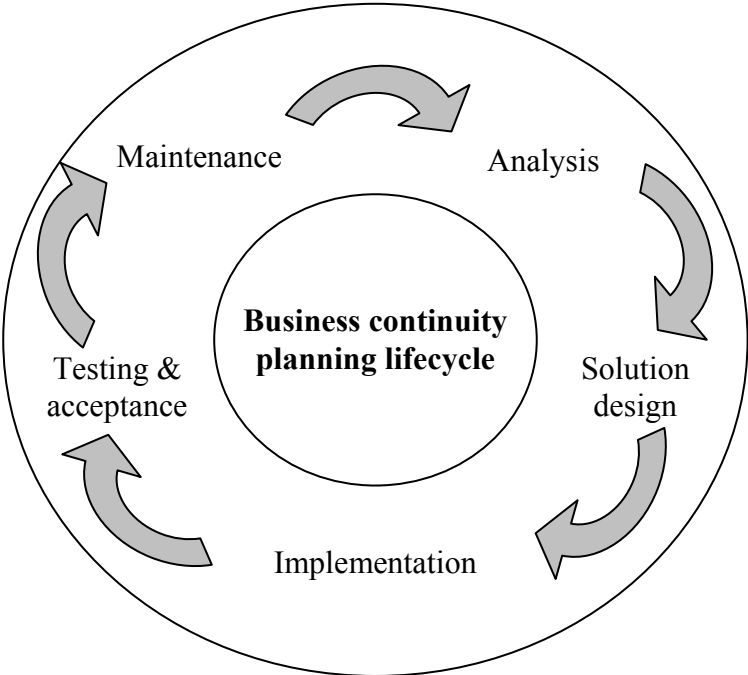 Maintenance
Analysis
Business continuity
planning lifecycle
Testing &
acceptance
Solution
design
Implementation